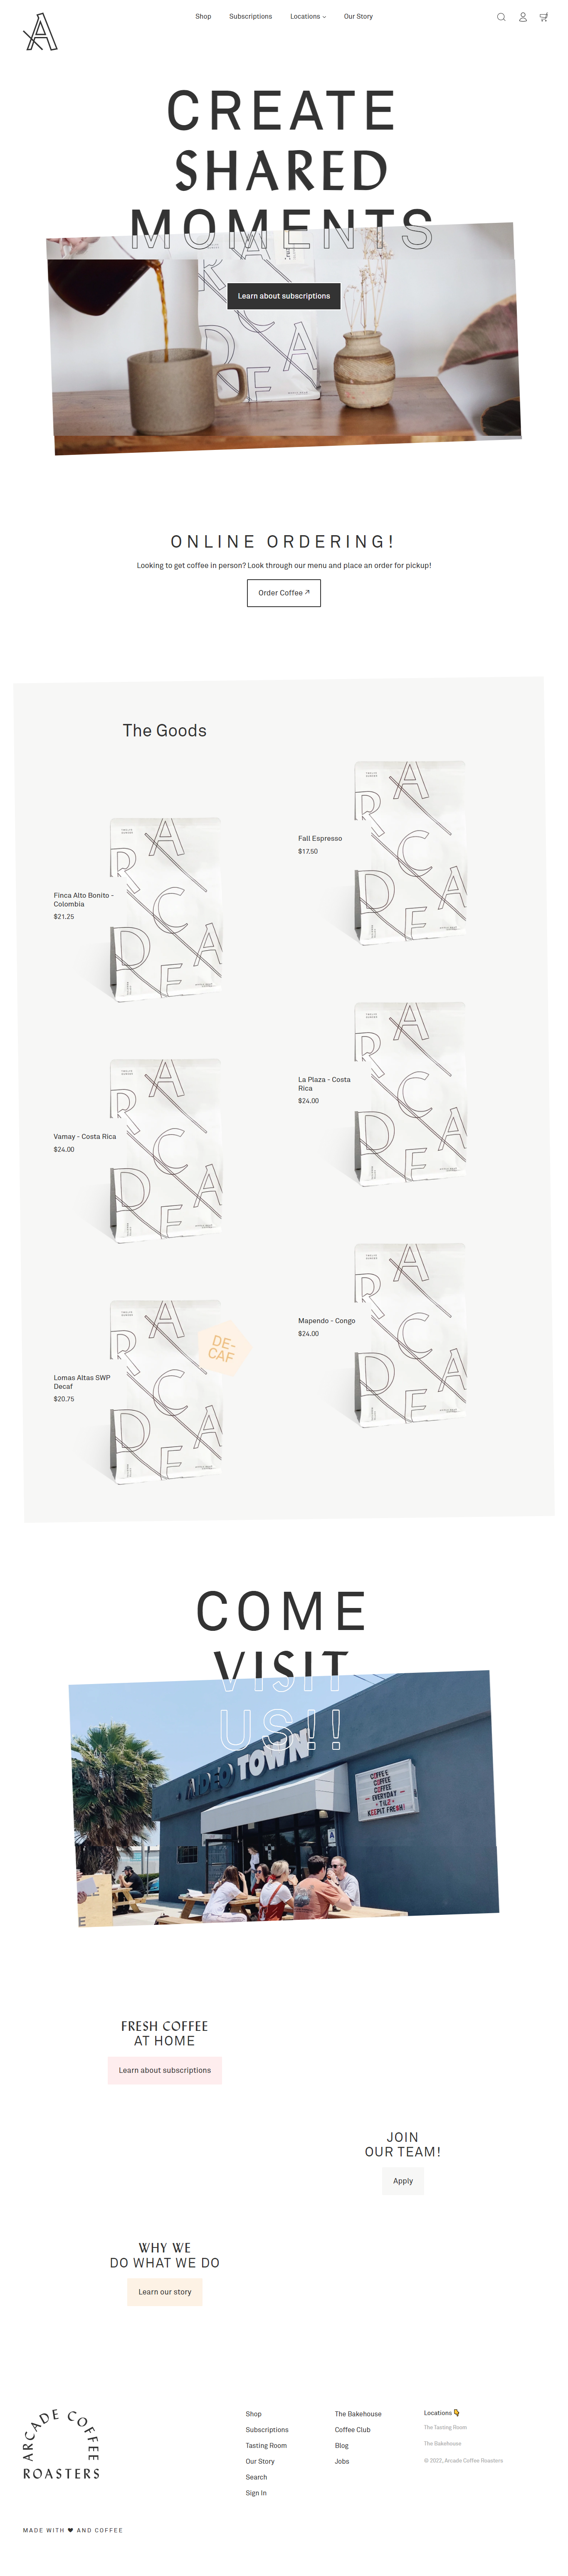 Shop Subscriptions Locations Our Story
CREATE
SHARED
MOMENTS
Learn about subscriptions
ONLINE ORDERING!
Looking to get coffee in person? Look through our menu and place an order for pickup!
Order Coffee ↗
The Goods
ARCADE
Finca Alto Bonito -
Colombia
$21.25
ARCADE
Fall Espresso
$17.50
ARCADE
Vamay - Costa Rica
$24.00
ARCADE
La Plaza - Costa
Rica
$24.00
ARCADE
DE-
CAF
Lomas Altas SWP
Decaf
$20.75
ARCADE
Mapendo - Congo
$24.00
COME
VISIT
US!!
TOWN
COFFEE
COFFEE
COFFEE
EVERYDAY
FRESH COFFEE
AT HOME
Learn about subscriptions
JOIN
OUR TEAM!
Apply
WHY WE
DO WHAT WE DO
Learn our story
ARCADE COFFEE
ROASTERS
Shop
Subscriptions
Tasting Room
Our Story
Search
Sign In
The Bakehouse
Coffee Club
Blog
Jobs
Locations 👇
The Tasting Room
The Bakehouse
© 2022, Arcade Coffee Roasters
MADE WITH ♥ AND COFFEE